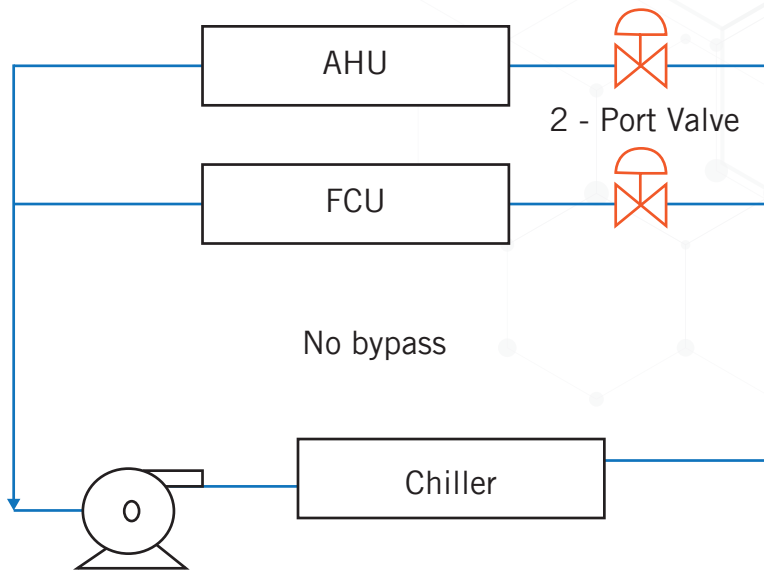 AHU
2 - Port Valve
FCU
No bypass
Chiller